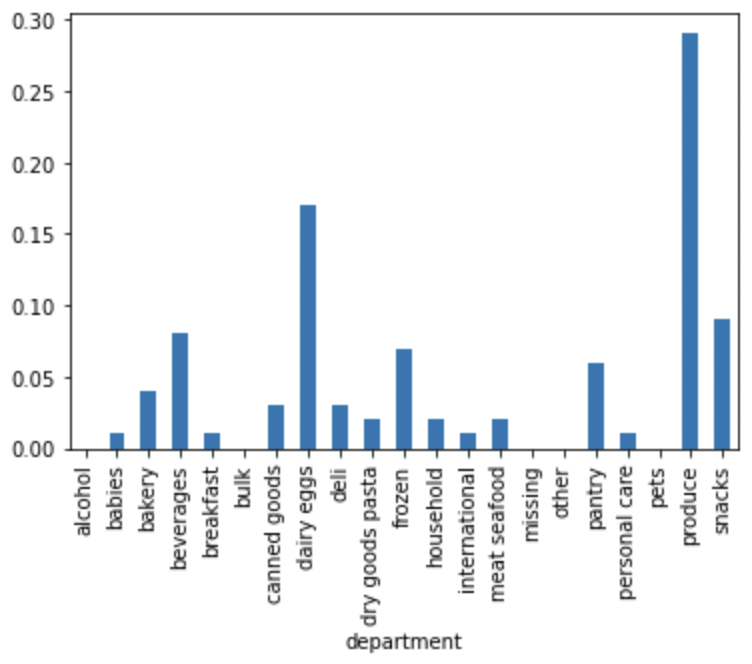 0.30
0.25
0.20
0.15
0.10
0.05
0.00
alcohol
babies
bakery
beverages
breakfast
bulk
canned goods
dairy eggs
deli
dry goods pasta
frozen
household
international
meat seafood
missing
other
pantry
personal care
pets
produce
snacks
department